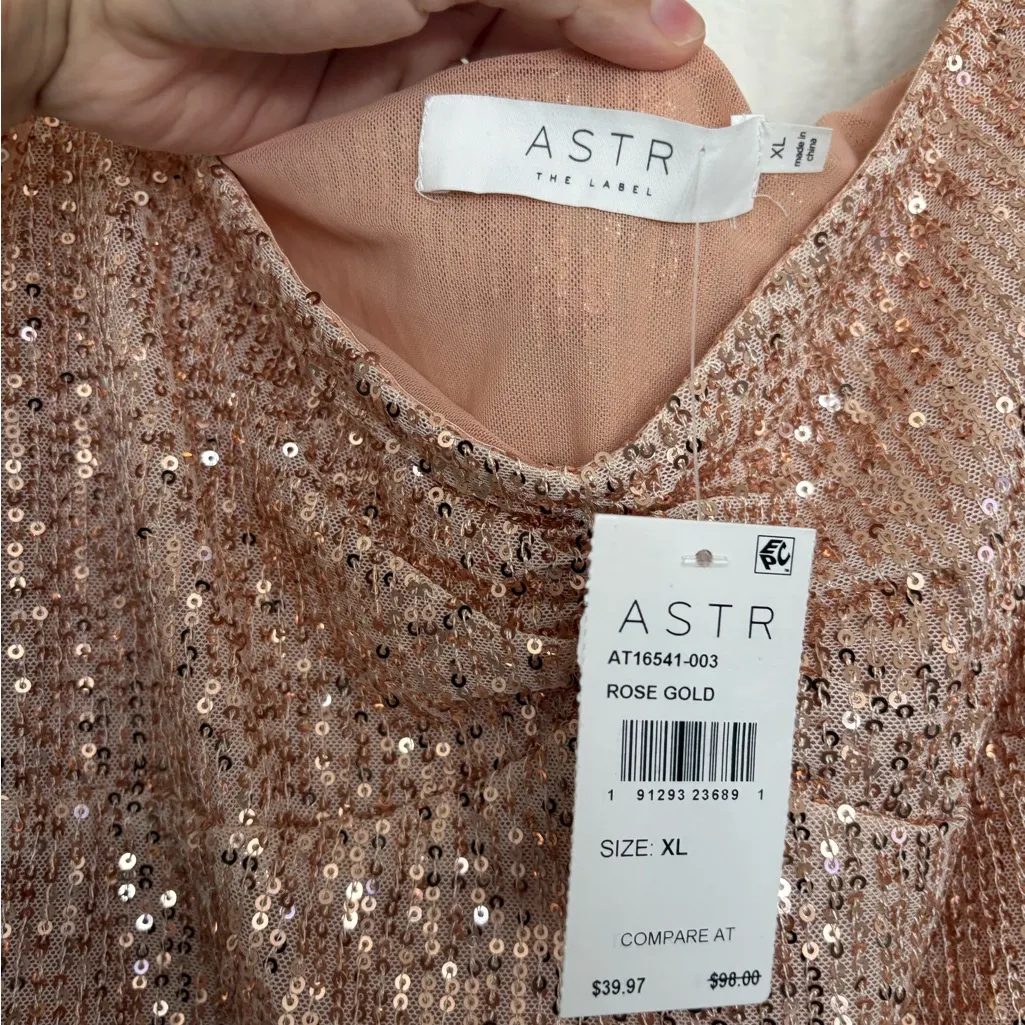 ASTR
THE LABEL
XL
made in
china
EPC
ASTR
AT16541-003
ROSE GOLD
1 91293 23689 1
SIZE: XL
COMPARE AT
$39.97 $98.00